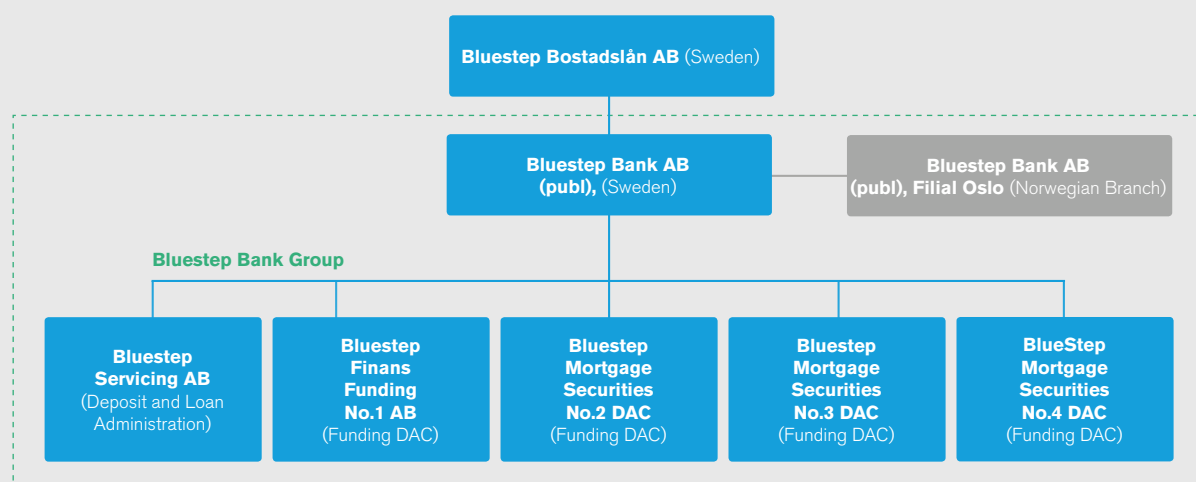 Bluestep Bostadslån AB (Sweden)
Bluestep Bank AB
(publ), (Sweden)
Bluestep Bank AB
(publ), Filial Oslo (Norwegian Branch)
Bluestep Bank Group
Bluestep
Servicing AB
(Deposit and Loan
Administration)
Bluestep
Finans
Funding
No.1 AB
(Funding DAC)
Bluestep
Mortgage
Securities
No.2 DAC
(Funding DAC)
Bluestep
Mortgage
Securities
No.3 DAC
(Funding DAC)
BlueStep
Mortgage
Securities
No.4 DAC
(Funding DAC)